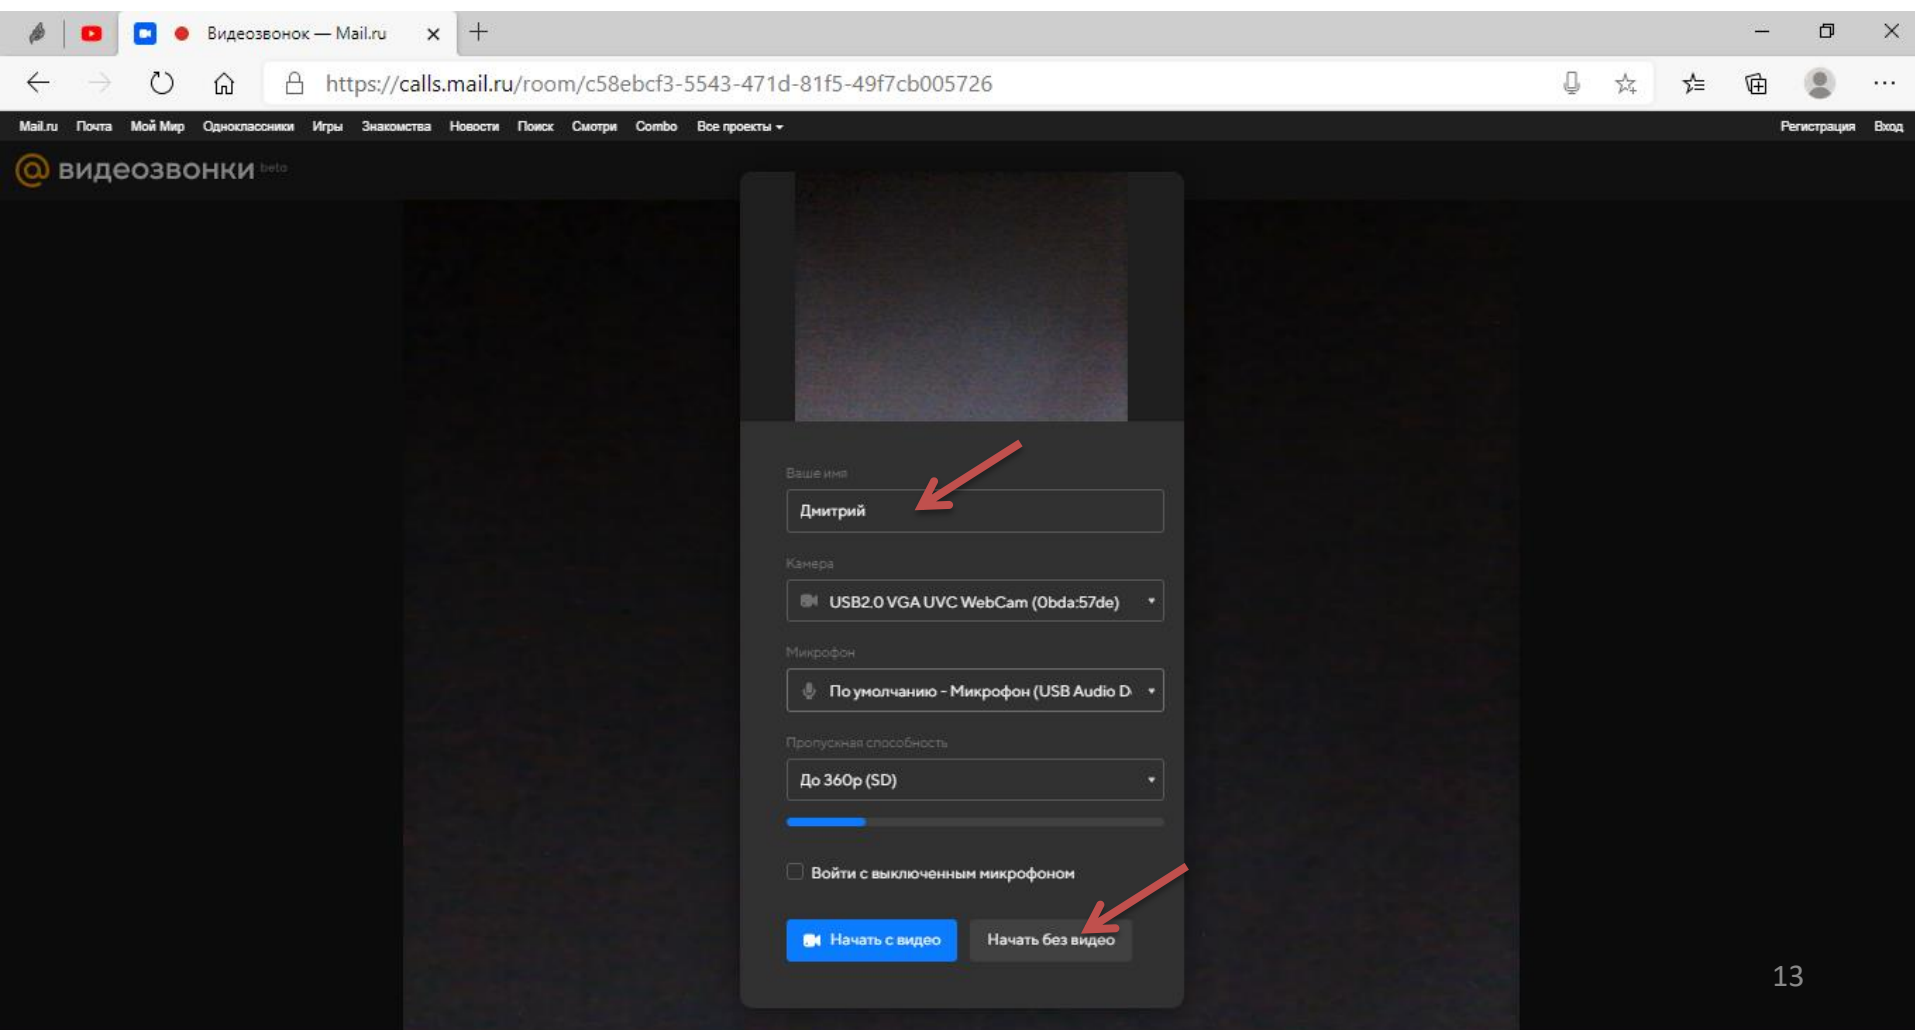 Видеозвонок — Mail.ru
https://calls.mail.ru/room/c58ebcf3-5543-471d-81f5-49f7cb005726
Mail.ru Почта Мой Мир Одноклассники Игры Знакомства Новости Поиск Смотри Combo Все проекты Регистрация Вход
видеозвонки beta
Ваше имя
Дмитрий
Камера
USB2.0 VGA UVC WebCam (0bda:57de)
Микрофон
По умолчанию - Микрофон (USB Audio D
Пропускная способность
До 360p (SD)
Войти с выключенным микрофоном
Начать с видео Начать без видео
13